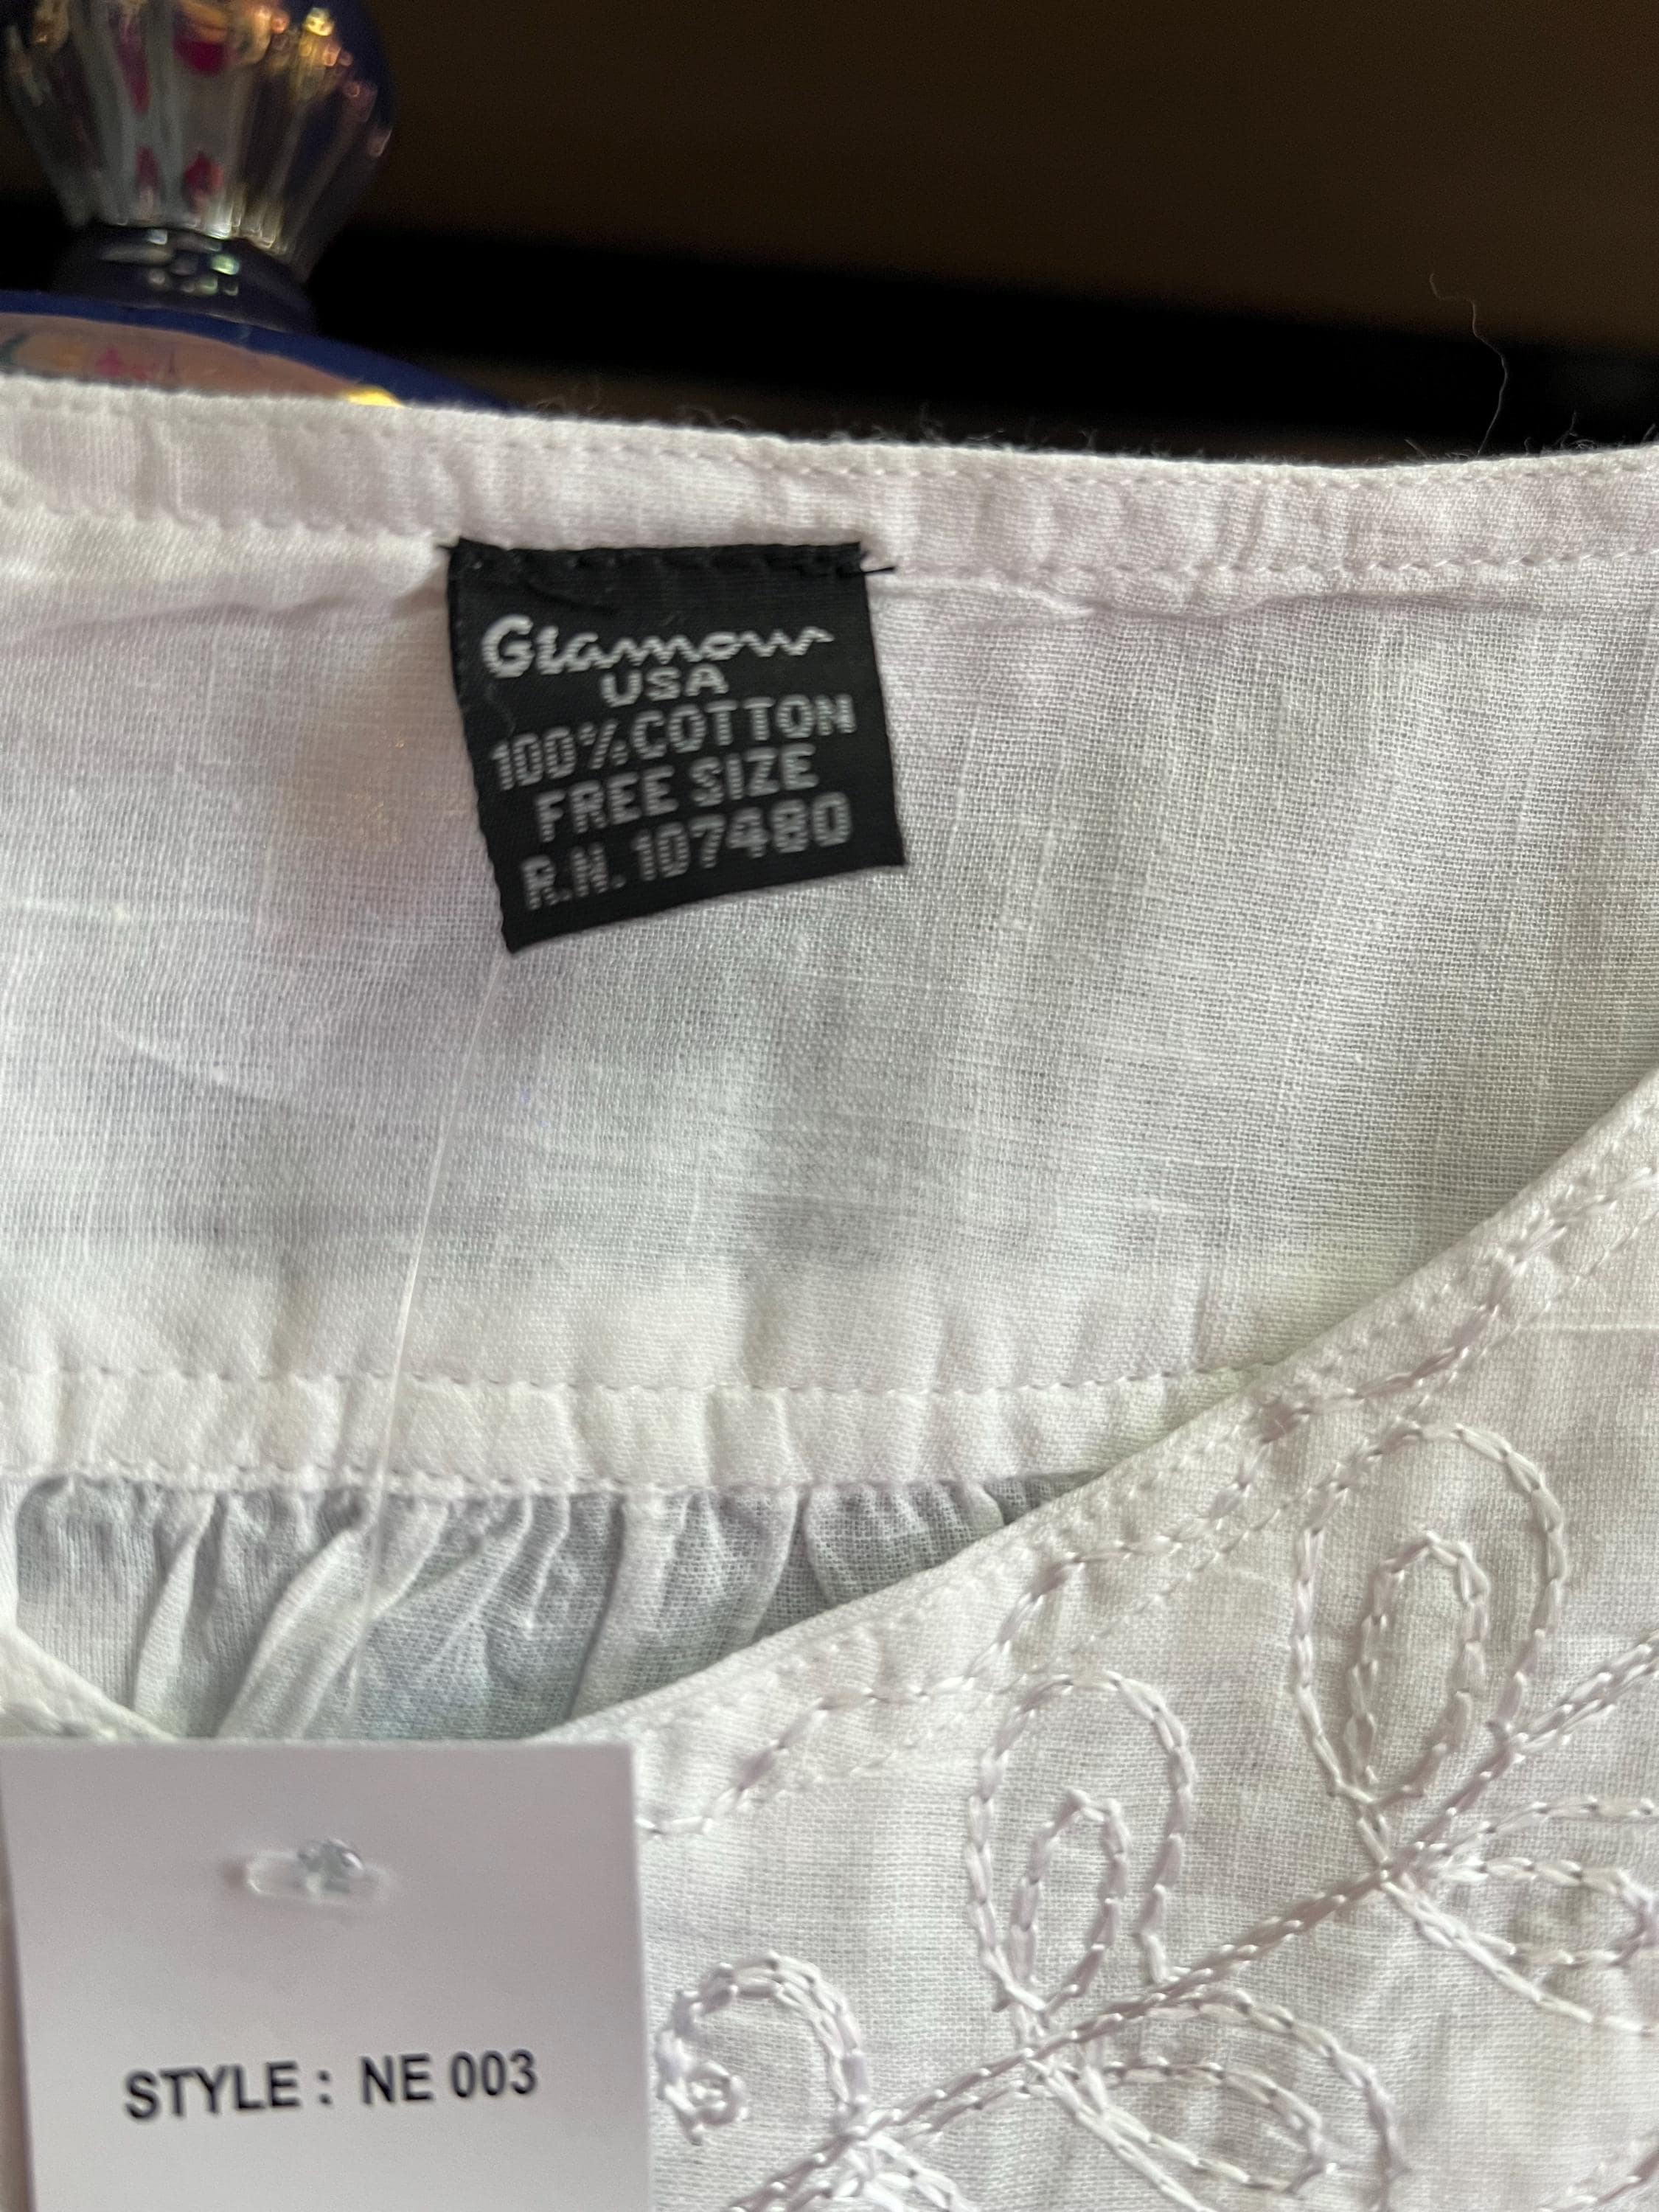 Glamour
USA
100% COTTON
FREE SIZE
R.N. 107480
STYLE : NE 003